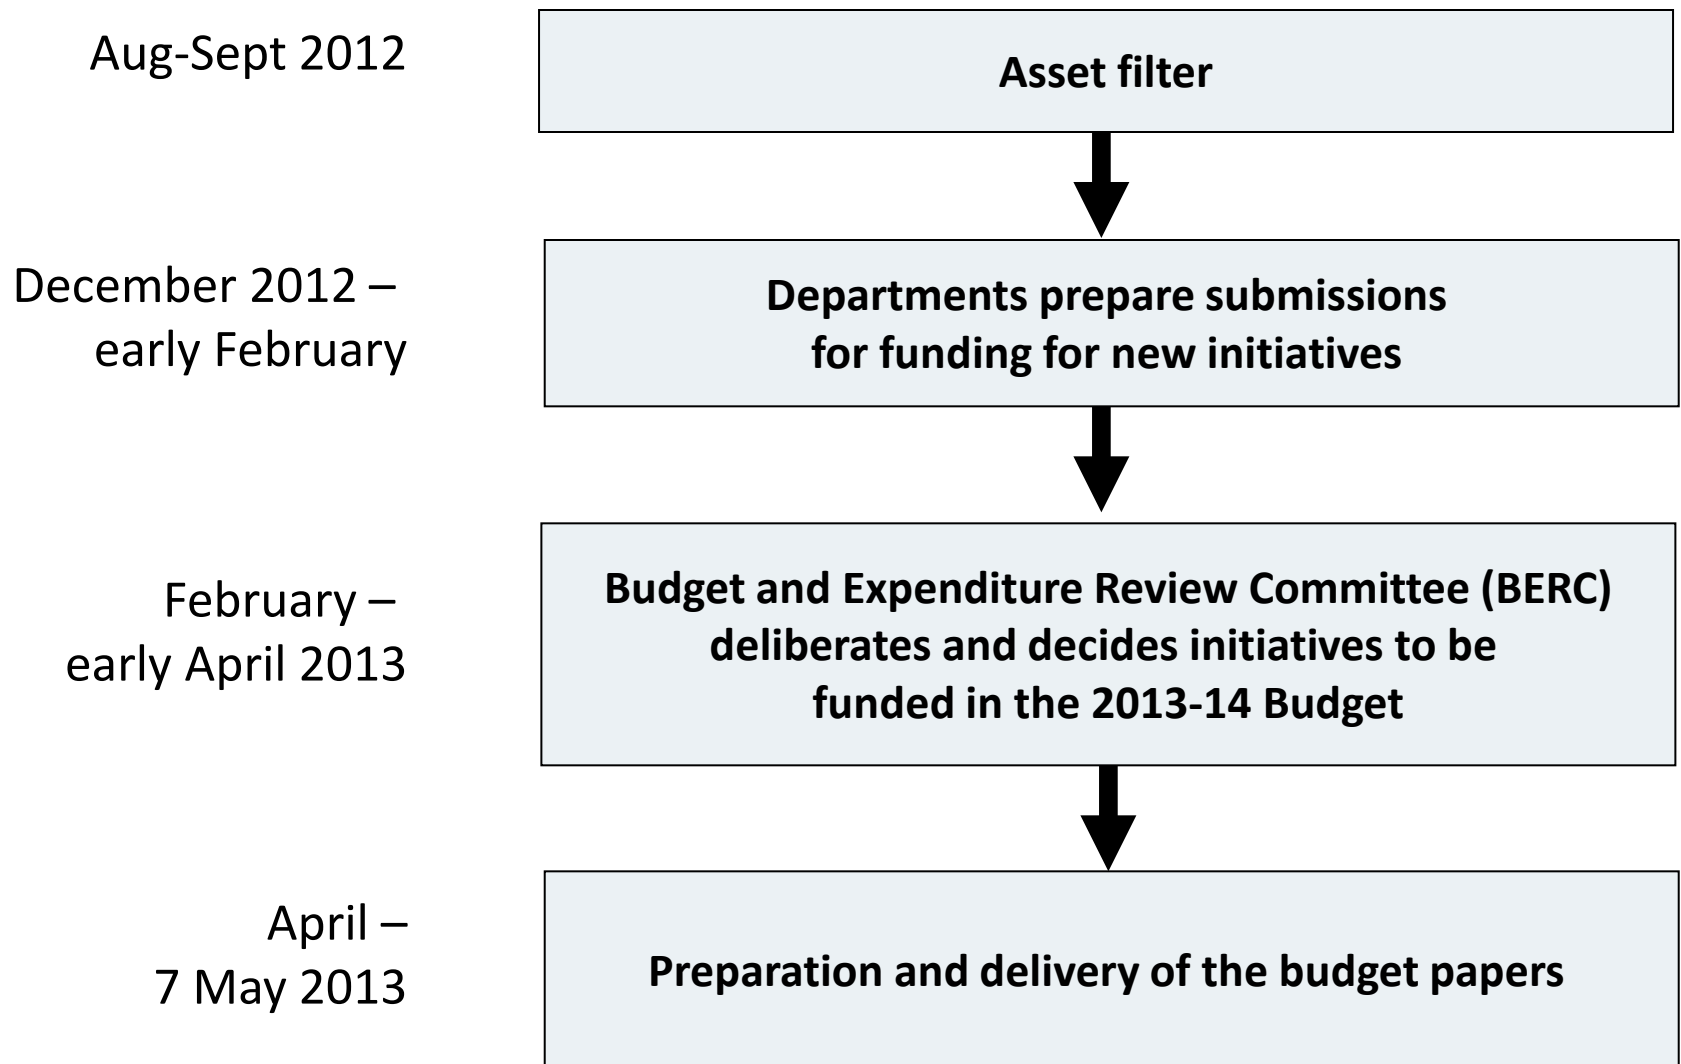 Aug-Sept 2012
Asset filter
December 2012 –
early February
Departments prepare submissions
for funding for new initiatives
February –
early April 2013
Budget and Expenditure Review Committee (BERC)
deliberates and decides initiatives to be
funded in the 2013-14 Budget
April –
7 May 2013
Preparation and delivery of the budget papers